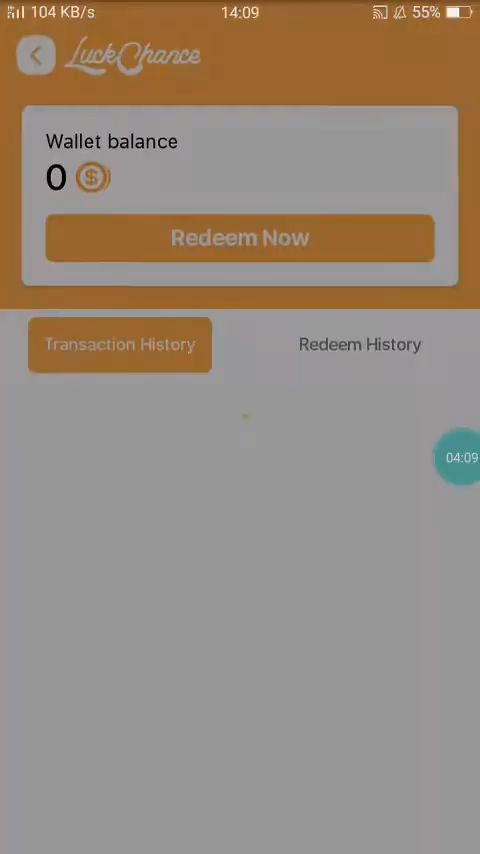 104 KB/s 14:09 55%
LuckChance
Wallet balance
0
Redeem Now
Transaction History Redeem History
04:09